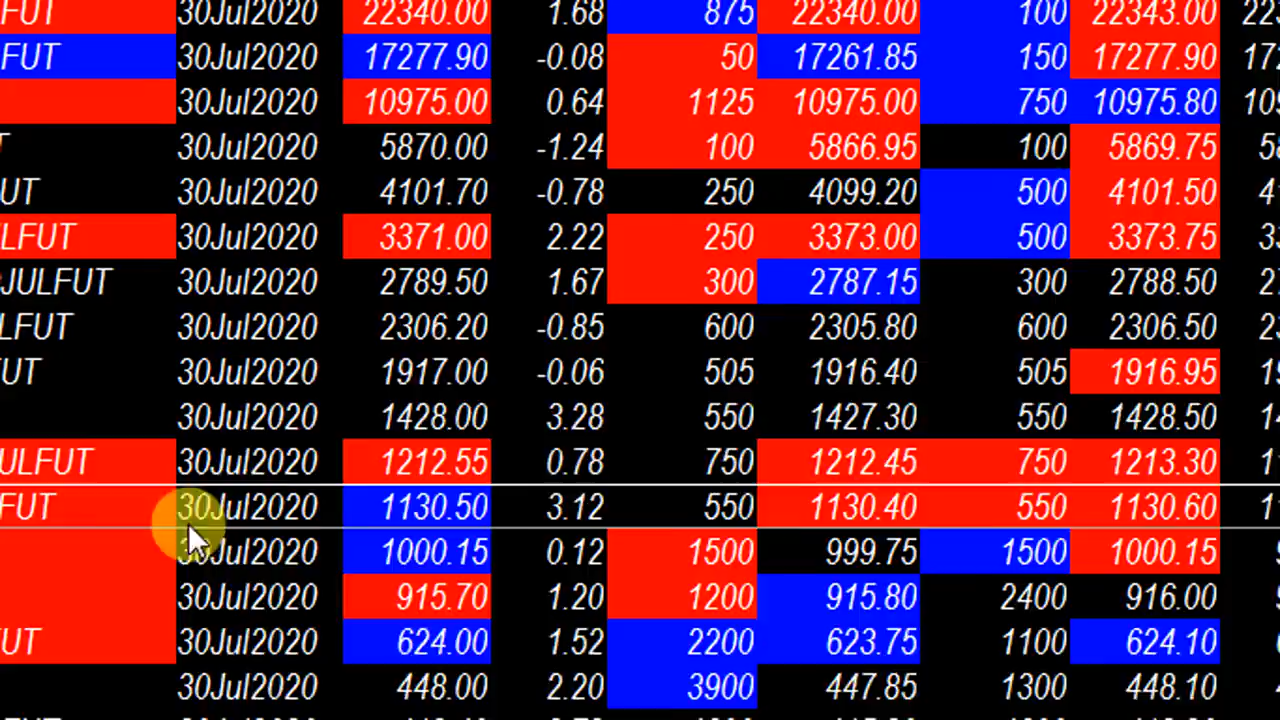 FUT 30Jul2020 22340.00 1.68 875 22340.00 100 22343.00
FUT 30Jul2020 17277.90 -0.08 50 17261.85 150 17277.90
30Jul2020 10975.00 0.64 1125 10975.00 750 10975.80
30Jul2020 5870.00 -1.24 100 5866.95 100 5869.75
UT 30Jul2020 4101.70 -0.78 250 4099.20 500 4101.50
LFUT 30Jul2020 3371.00 2.22 250 3373.00 500 3373.75
JULFUT 30Jul2020 2789.50 1.67 300 2787.15 300 2788.50
LFUT 30Jul2020 2306.20 -0.85 600 2305.80 600 2306.50
UT 30Jul2020 1917.00 -0.06 505 1916.40 505 1916.95
30Jul2020 1428.00 3.28 550 1427.30 550 1428.50
ULFUT 30Jul2020 1212.55 0.78 750 1212.45 750 1213.30
FUT 30Jul2020 1130.50 3.12 550 1130.40 550 1130.60
30Jul2020 1000.15 0.12 1500 999.75 1500 1000.15
30Jul2020 915.70 1.20 1200 915.80 2400 916.00
UT 30Jul2020 624.00 1.52 2200 623.75 1100 624.10
30Jul2020 448.00 2.20 3900 447.85 1300 448.10